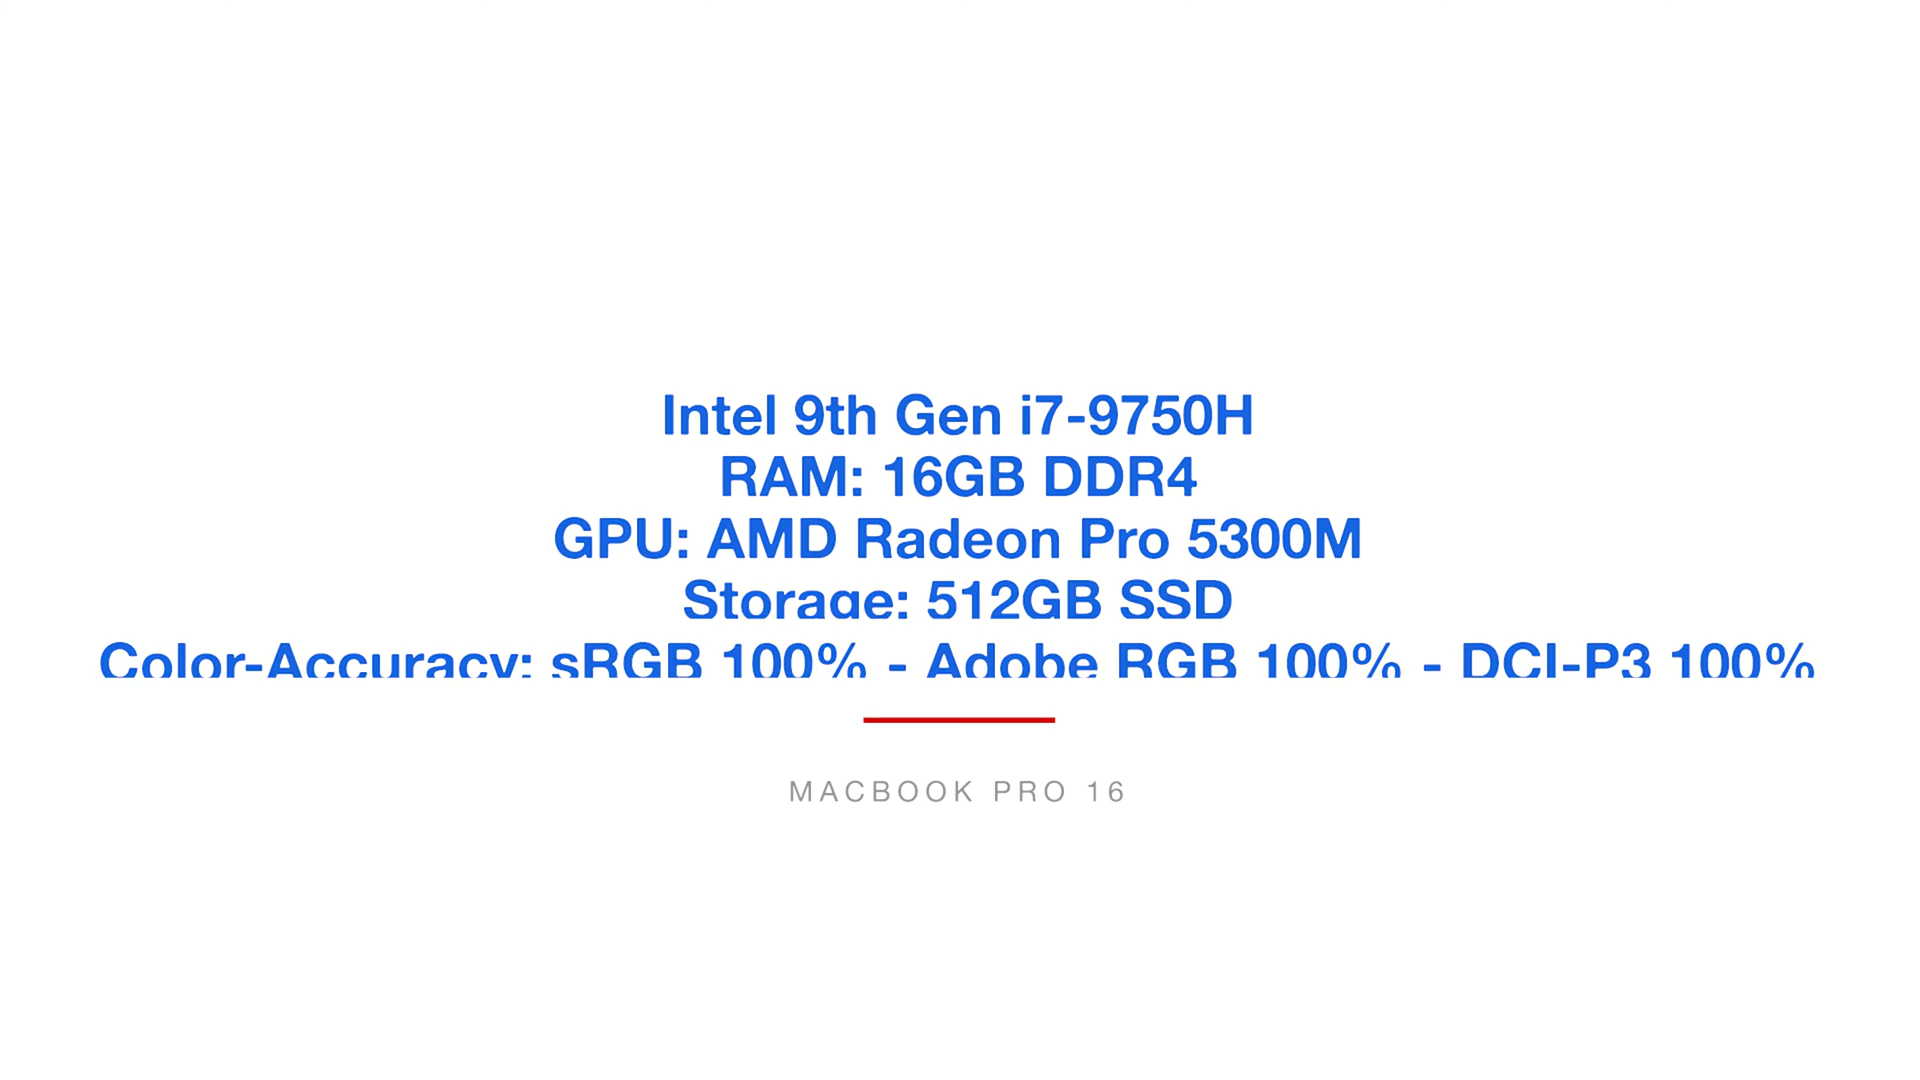 Intel 9th Gen i7-9750H
RAM: 16GB DDR4
GPU: AMD Radeon Pro 5300M
Storage: 512GB SSD
Color-Accuracy: sRGB 100% - Adobe RGB 100% - DCI-P3 100%
MACBOOK PRO 16